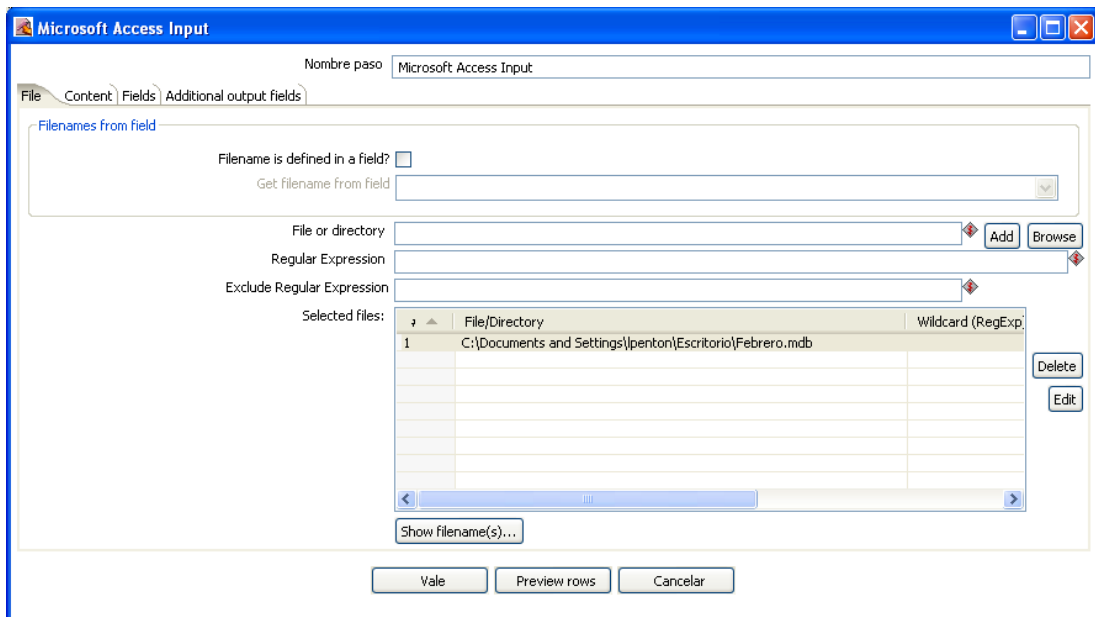 Microsoft Access Input
Nombre paso Microsoft Access Input
File Content Fields Additional output fields
Filenames from field
Filename is defined in a field?
Get filename from field
File or directory Add Browse
Regular Expression
Exclude Regular Expression
Selected files: File/Directory Wildcard (RegExp)
1 C:\Documents and Settings\lpenton\Escritorio\Febrero.mdb
Delete
Edit
Show filename(s)...
Vale Preview rows Cancelar